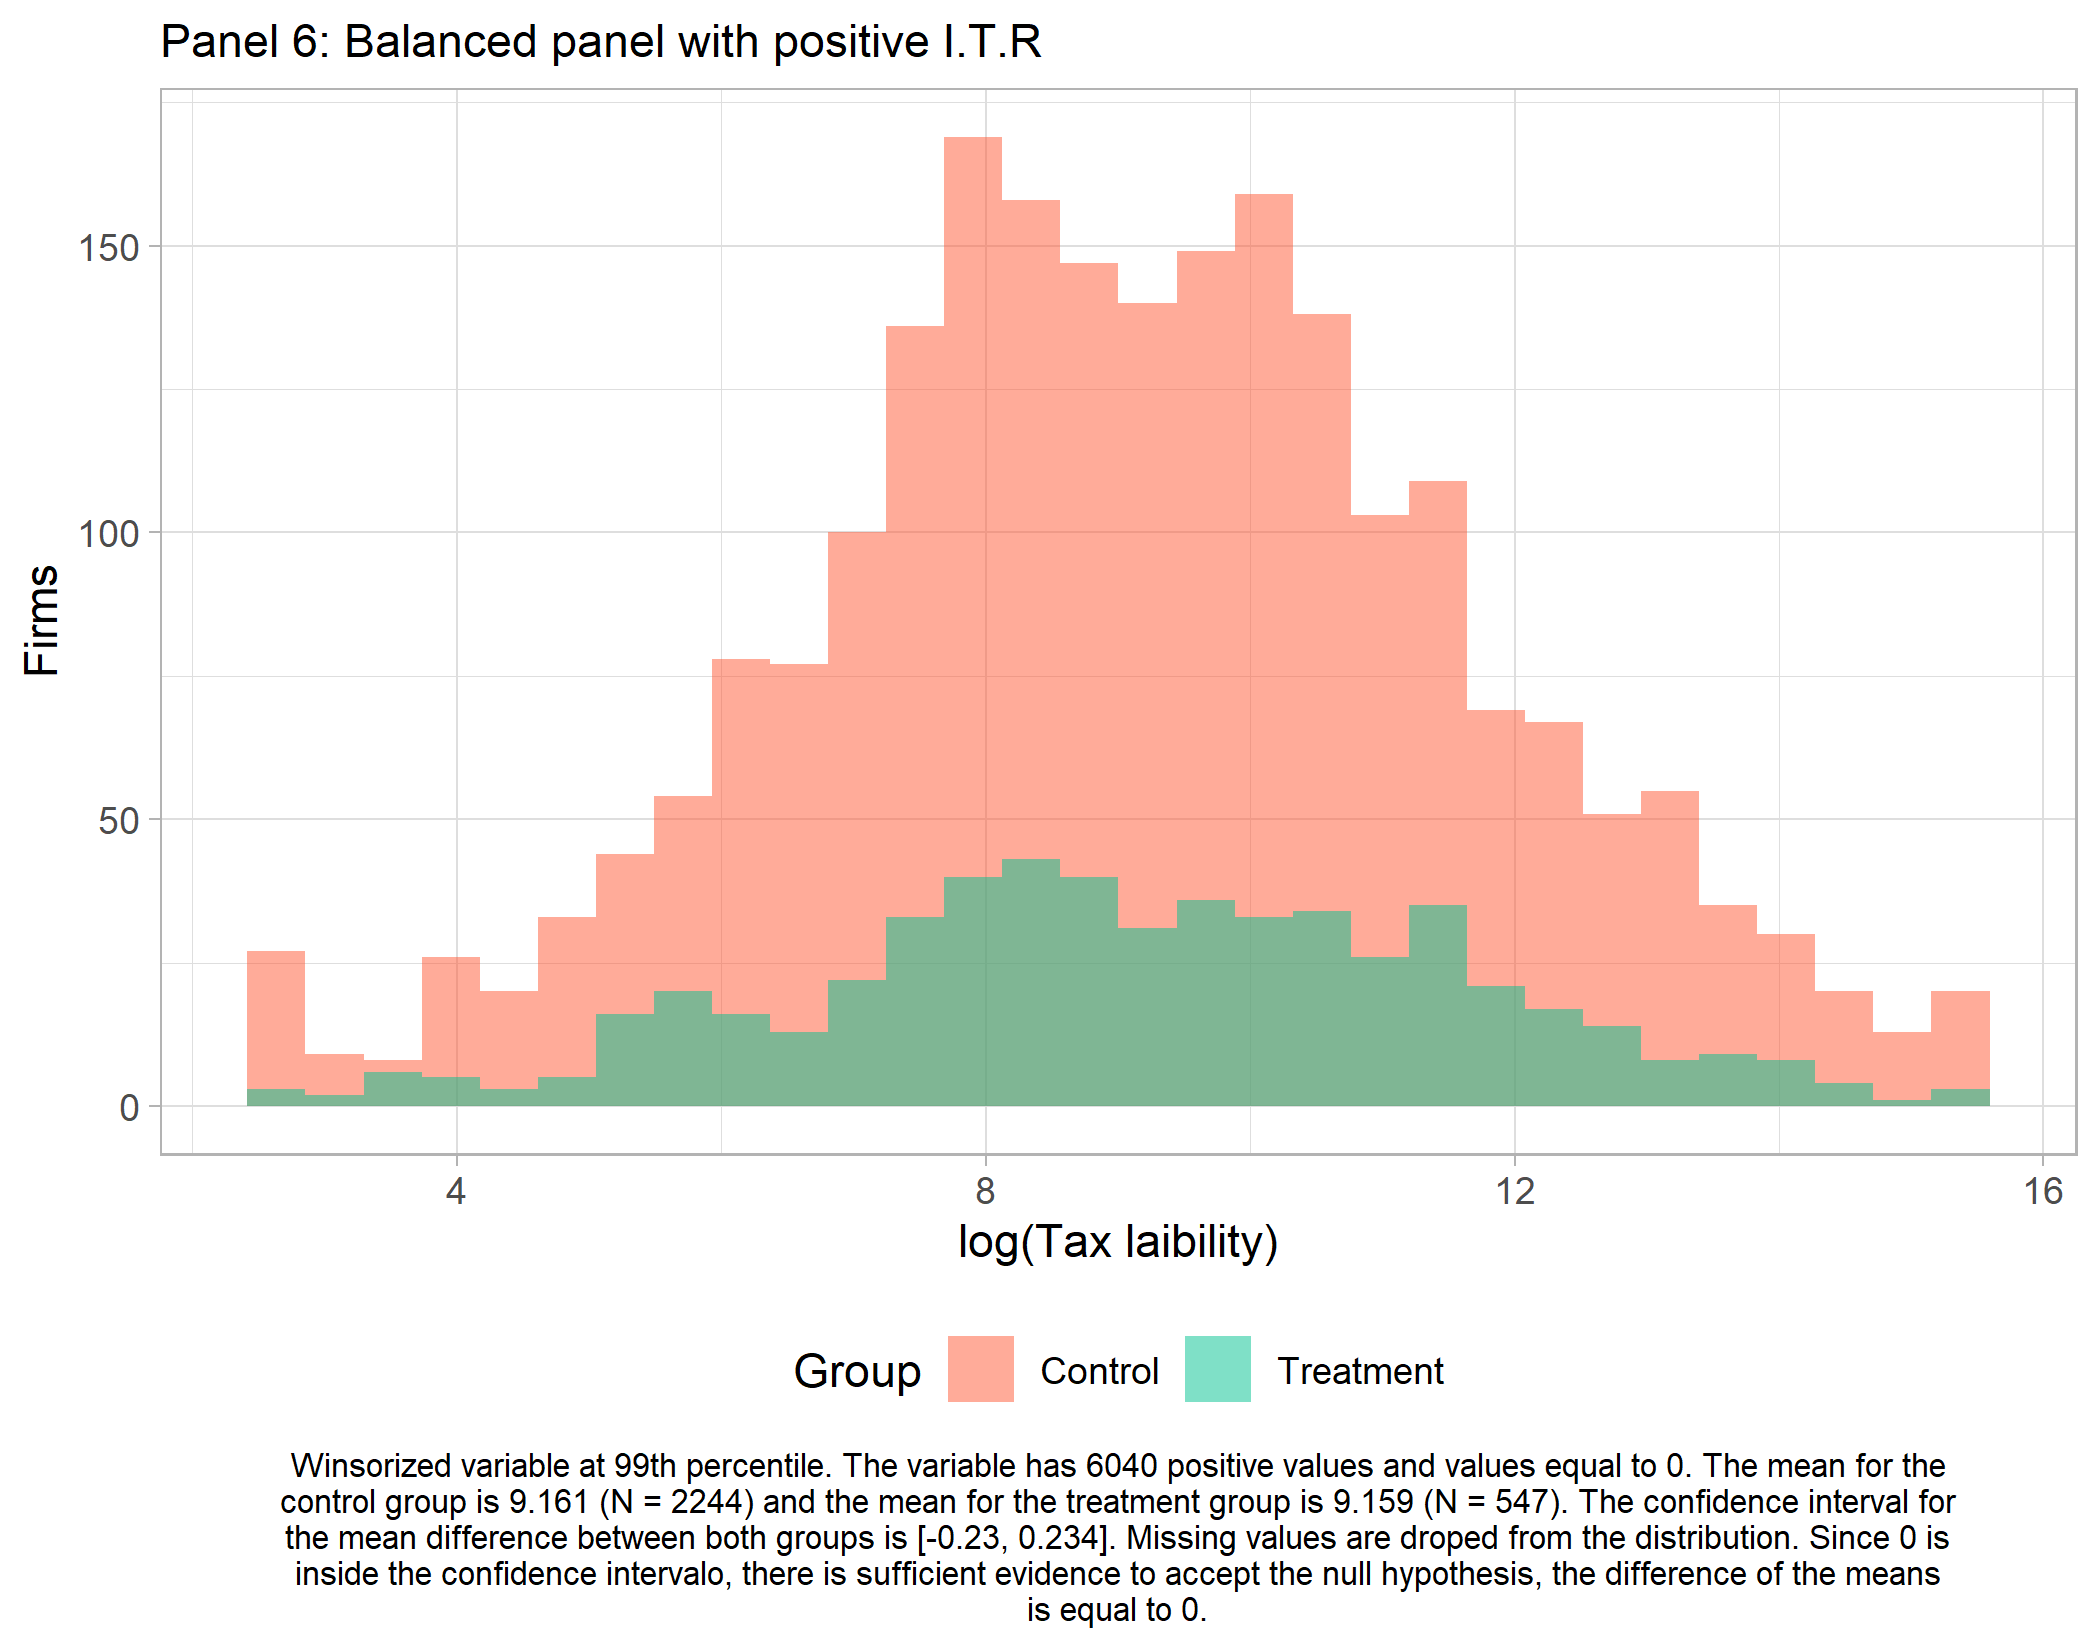 Panel 6: Balanced panel with positive I.T.R
150
100
50
0
Firms
4 8 12 16
log(Tax laibility)
Group Control Treatment
Winsorized variable at 99th percentile. The variable has 6040 positive values and values equal to 0. The mean for the
control group is 9.161 (N = 2244) and the mean for the treatment group is 9.159 (N = 547). The confidence interval for
the mean difference between both groups is [-0.23, 0.234]. Missing values are droped from the distribution. Since 0 is
inside the confidence intervalo, there is sufficient evidence to accept the null hypothesis, the difference of the means
is equal to 0.